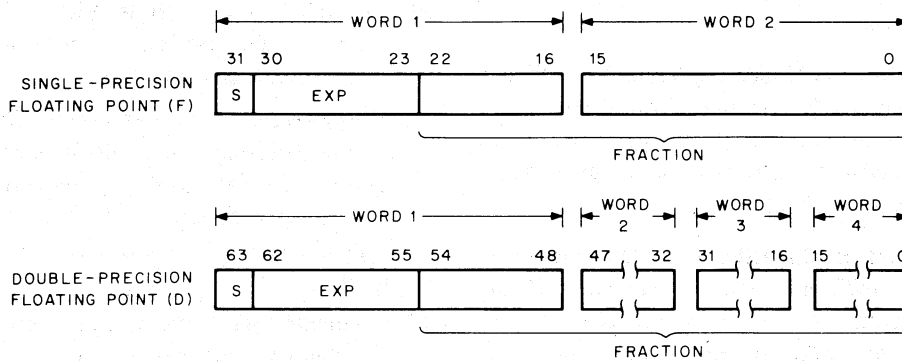 WORD 1 WORD 2
31 30 23 22 16 15 0
SINGLE-PRECISION
FLOATING POINT (F)
S EXP
FRACTION
WORD 1 WORD 2 WORD 3 WORD 4
63 62 55 54 48 47 32 31 16 15 0
DOUBLE-PRECISION
FLOATING POINT (D)
S EXP
FRACTION